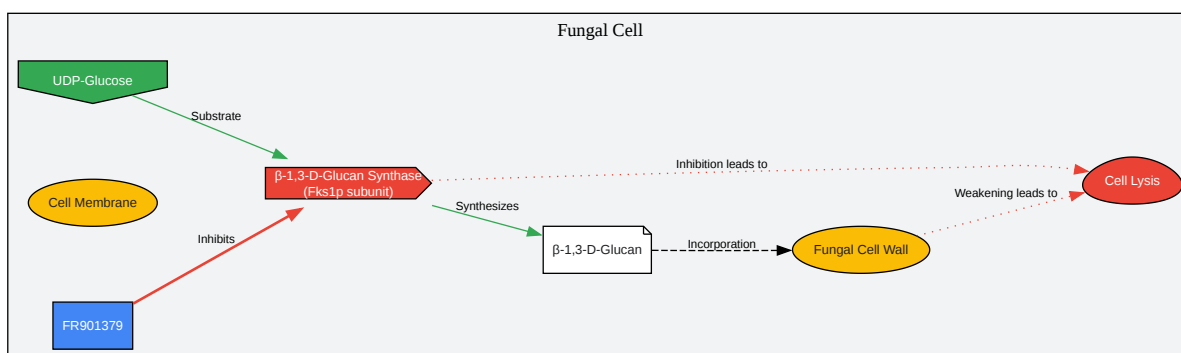 Fungal Cell
UDP-Glucose
Substrate
β-1,3-D-Glucan Synthase
(Fks1p subunit)
Inhibition leads to
Cell Lysis
Weakening leads to
Cell Membrane
Synthesizes
Inhibits
β-1,3-D-Glucan
Incorporation
Fungal Cell Wall
FR901379